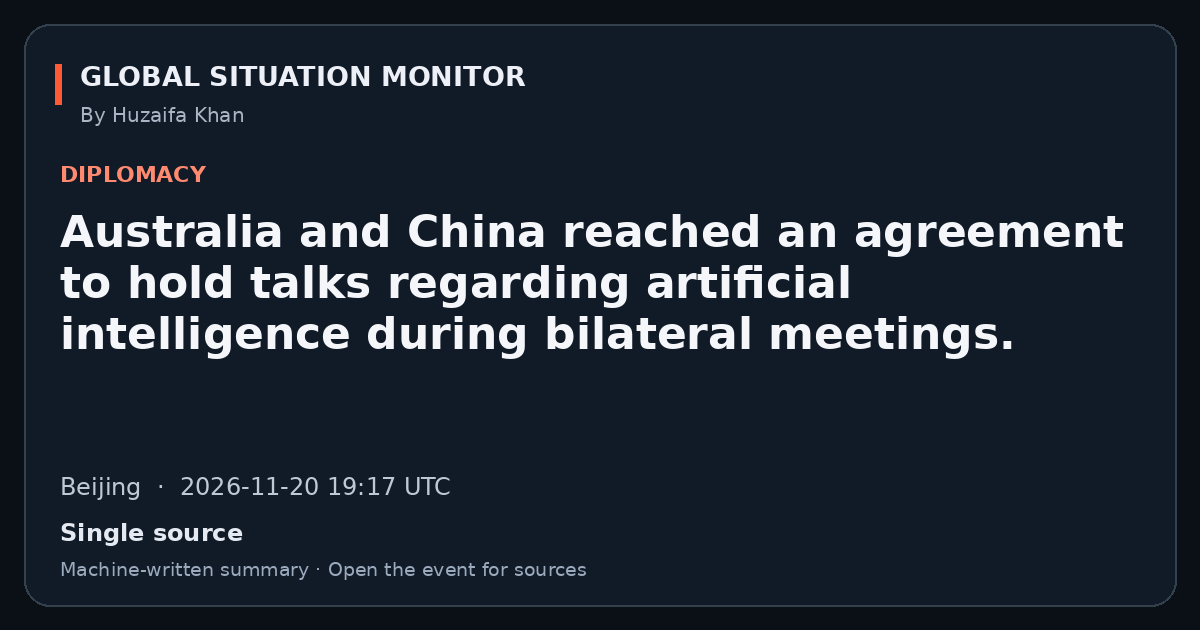 GLOBAL SITUATION MONITOR
By Huzaifa Khan
DIPLOMACY
Australia and China reached an agreement
to hold talks regarding artificial
intelligence during bilateral meetings.
Beijing · 2026-11-20 19:17 UTC
Single source
Machine-written summary · Open the event for sources